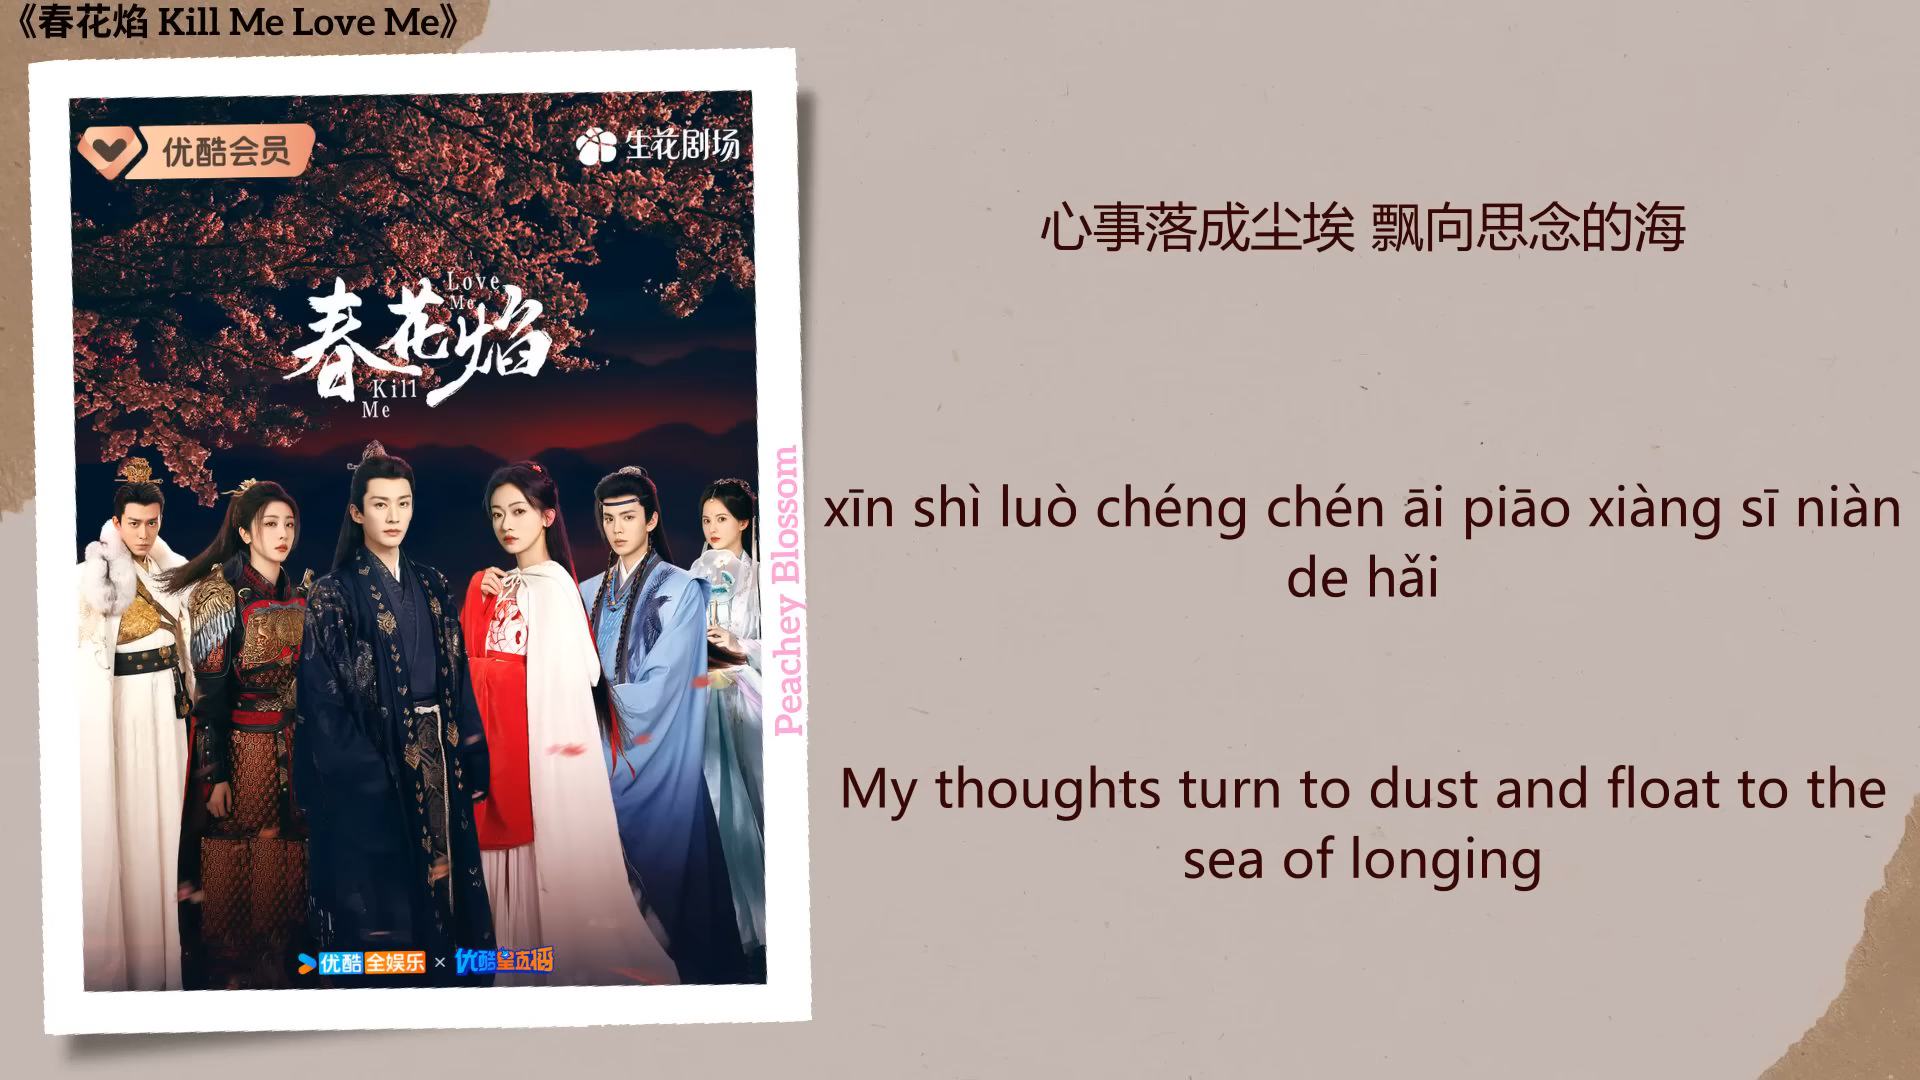 《春花焰 Kill Me Love Me》
优酷会员
生花剧场
Love
Me
春花焰
Kill
Me
Peachey Blossom
优酷 全娱乐 × 优酷星直播
心事落成尘埃 飘向思念的海
xīn shì luò chéng chén āi piāo xiàng sī niàn
de hǎi
My thoughts turn to dust and float to the
sea of longing